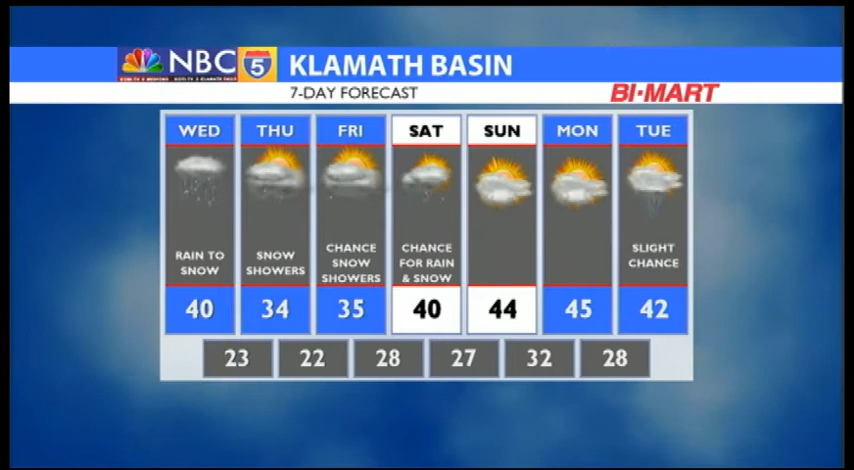 NBC 5 KLAMATH BASIN
7-DAY FORECAST BI-MART
WED THU FRI SAT SUN MON TUE
RAIN TO
SNOW
SNOW
SHOWERS
CHANCE
SNOW
SHOWERS
CHANCE
FOR RAIN
& SNOW
SLIGHT
CHANCE
40 34 35 40 44 45 42
23 22 28 27 32 28